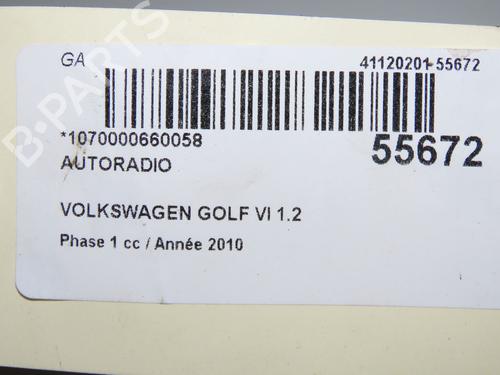 GA 41120201-55672
*1070000660058 55672
AUTORADIO
VOLKSWAGEN GOLF VI 1.2
Phase 1 cc / Année 2010
B-PARTS